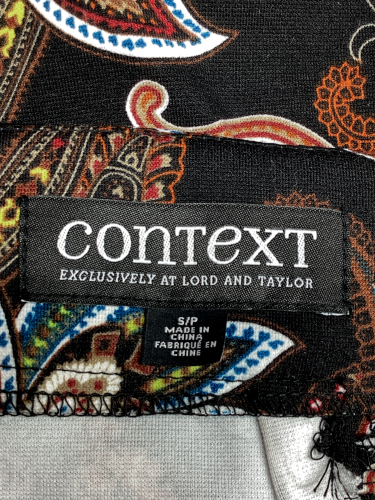 CONTEXT
EXCLUSIVELY AT LORD AND TAYLOR
S/P
MADE IN
CHINA
FABRIQUÉ EN
CHINE